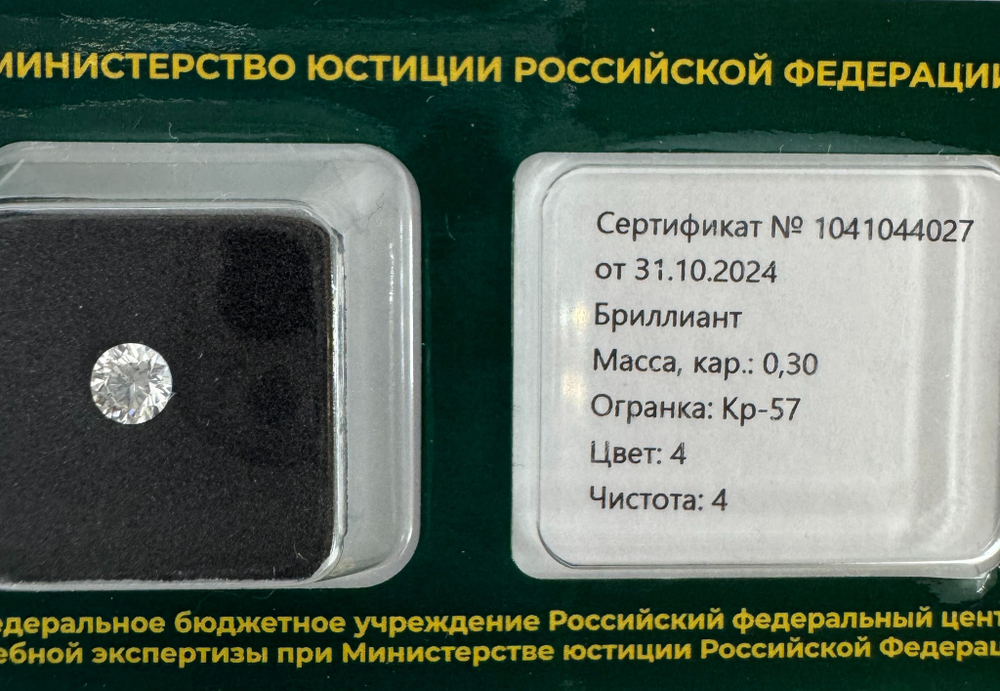 МИНИСТЕРСТВО ЮСТИЦИИ РОССИЙСКОЙ ФЕДЕРАЦИИ
Сертификат № 1041044027
от 31.10.2024
Бриллиант
Масса, кар.: 0,30
Огранка: Кр-57
Цвет: 4
Чистота: 4
едеральное бюджетное учреждение Российский федеральный цент
ебной экспертизы при Министерстве юстиции Российской Федерац